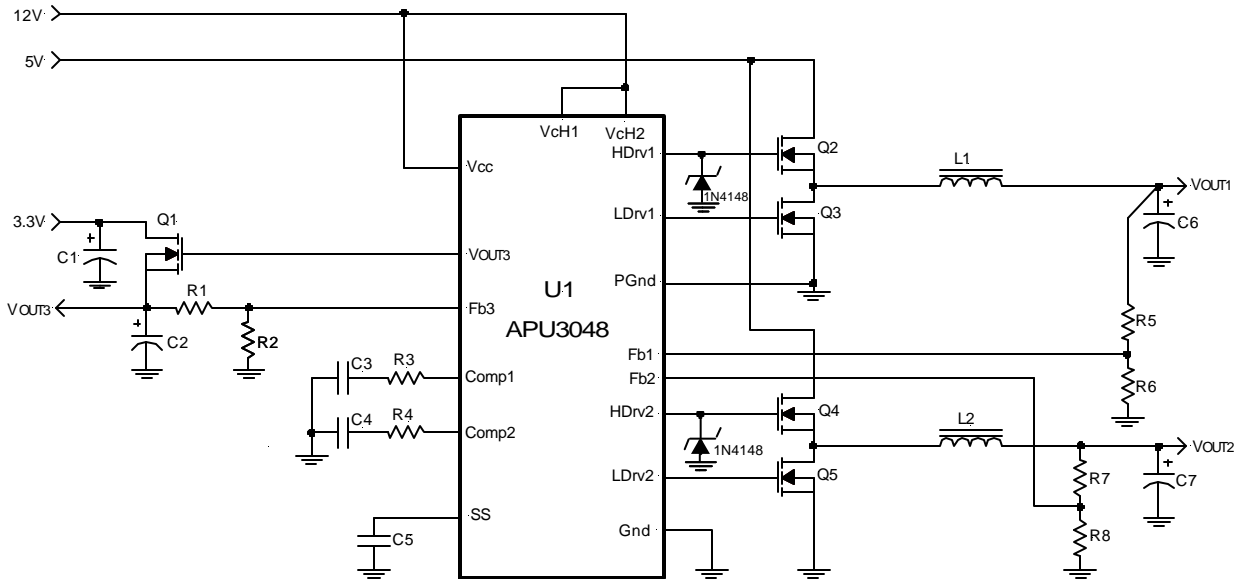 12V
5V
VcH1
VcH2
Vcc
HDrv1
Q2
L1
VOUT1
1N4148
LDrv1
Q3
C6
3.3V
Q1
C1
VOUT3
PGnd
U1
APU3048
VOUT3
R1
Fb3
C2
R2
R5
Fb1
Fb2
R6
C3
R3
Comp1
HDrv2
Q4
L2
C4
R4
Comp2
1N4148
VOUT2
LDrv2
Q5
R7
C7
SS
C5
Gnd
R8